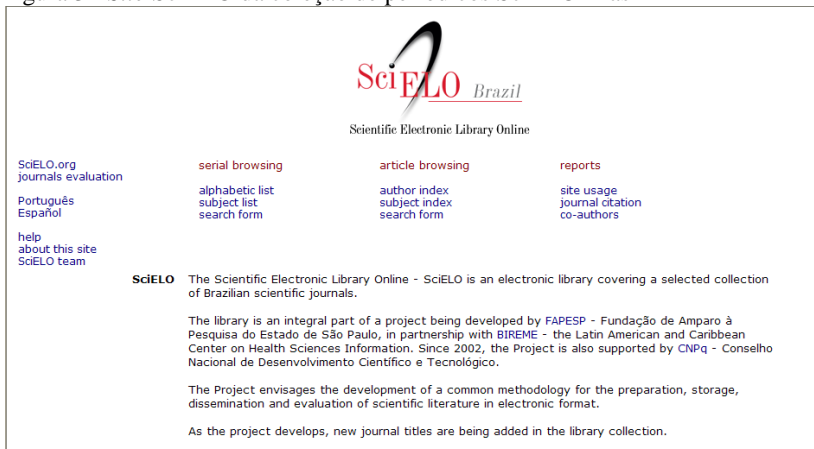 SciELO Brazil
Scientific Electronic Library Online
SciELO.org
journals evaluation
Português
Español
help
about this site
SciELO team
serial browsing
alphabetic list
subject list
search form
article browsing
author index
subject index
search form
reports
site usage
journal citation
co-authors
SciELO The Scientific Electronic Library Online - SciELO is an electronic library covering a selected collection
of Brazilian scientific journals.
The library is an integral part of a project being developed by FAPESP - Fundação de Amparo à
Pesquisa do Estado de São Paulo, in partnership with BIREME - the Latin American and Caribbean
Center on Health Sciences Information. Since 2002, the Project is also supported by CNPq - Conselho
Nacional de Desenvolvimento Científico e Tecnológico.
The Project envisages the development of a common methodology for the preparation, storage,
dissemination and evaluation of scientific literature in electronic format.
As the project develops, new journal titles are being added in the library collection.